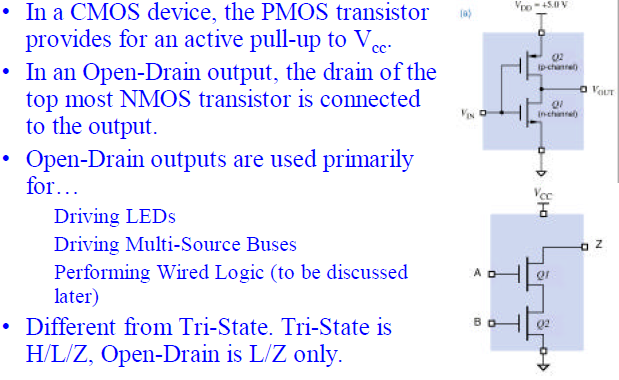 • In a CMOS device, the PMOS transistor
provides for an active pull-up to Vcc.
• In an Open-Drain output, the drain of the
top most NMOS transistor is connected
to the output.
• Open-Drain outputs are used primarily
for…
Driving LEDs
Driving Multi-Source Buses
Performing Wired Logic (to be discussed
later)
• Different from Tri-State. Tri-State is
H/L/Z, Open-Drain is L/Z only.
(a)
VDD = +5.0 V
Q2
(p-channel)
VOUT
Q1
(n-channel)
VIN
VCC
Z
A
Q1
B
Q2